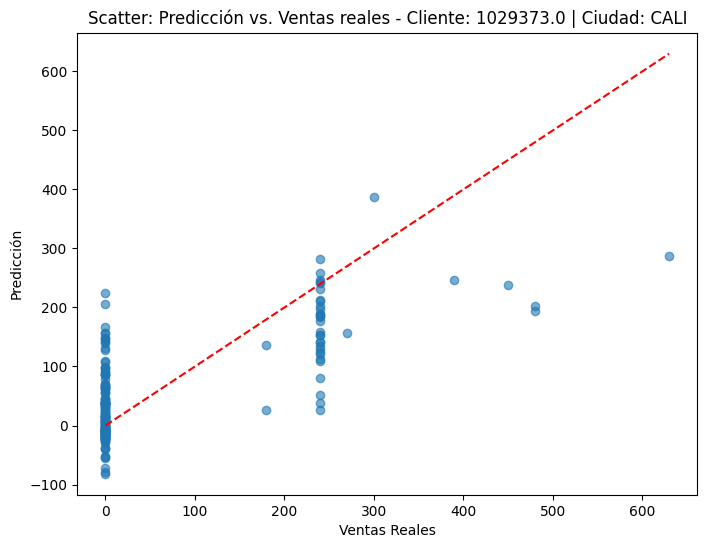 Scatter: Predicción vs. Ventas reales - Cliente: 1029373.0 | Ciudad: CALI
600
500
400
300
200
100
0
−100
Predicción
0 100 200 300 400 500 600
Ventas Reales